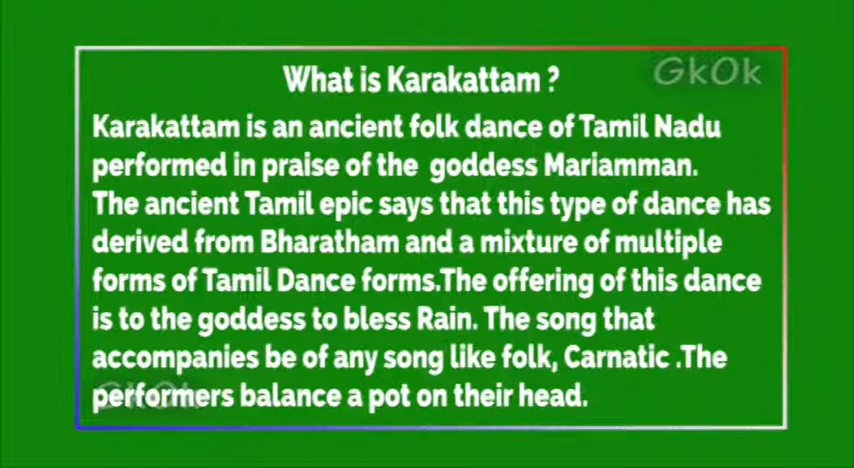 GkOk
What is Karakattam ?
Karakattam is an ancient folk dance of Tamil Nadu
performed in praise of the goddess Mariamman.
The ancient Tamil epic says that this type of dance has
derived from Bharatham and a mixture of multiple
forms of Tamil Dance forms.The offering of this dance
is to the goddess to bless Rain. The song that
accompanies be of any song like folk, Carnatic .The
performers balance a pot on their head.
GkOk